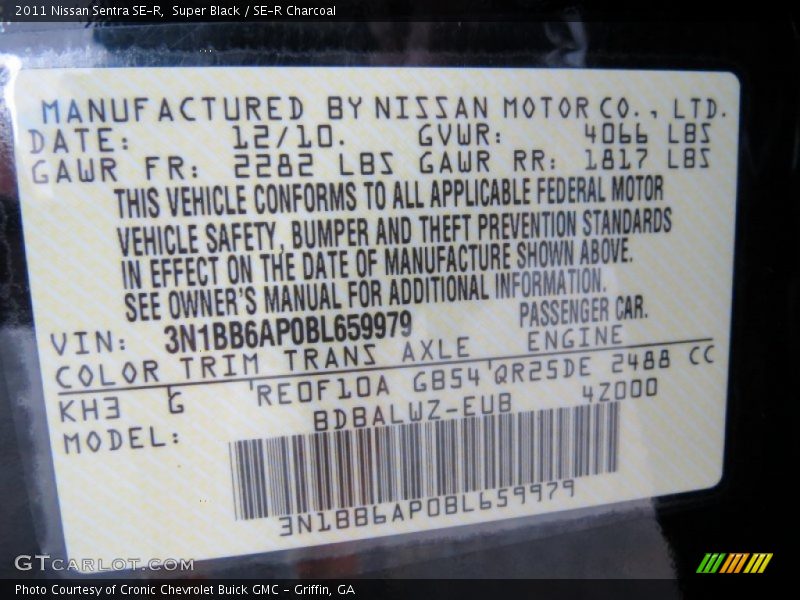 2011 Nissan Sentra SE-R, Super Black / SE-R Charcoal
MANUFACTURED BY NISSAN MOTOR CO., LTD.
DATE: 12/10. GVWR: 4066 LBS
GAWR FR: 2282 LBS GAWR RR: 1817 LBS
THIS VEHICLE CONFORMS TO ALL APPLICABLE FEDERAL MOTOR
VEHICLE SAFETY, BUMPER AND THEFT PREVENTION STANDARDS
IN EFFECT ON THE DATE OF MANUFACTURE SHOWN ABOVE.
SEE OWNER'S MANUAL FOR ADDITIONAL INFORMATION.
VIN: 3N1BB6AP0BL659979 PASSENGER CAR.
COLOR TRIM TRANS AXLE ENGINE
KH3 G RE0F10A GB54 QR25DE 2488 CC
MODEL: BDBALWZ-EUB 4Z000
3N1BB6AP0BL659979
GTCARLOT.COM
Photo Courtesy of Cronic Chevrolet Buick GMC - Griffin, GA